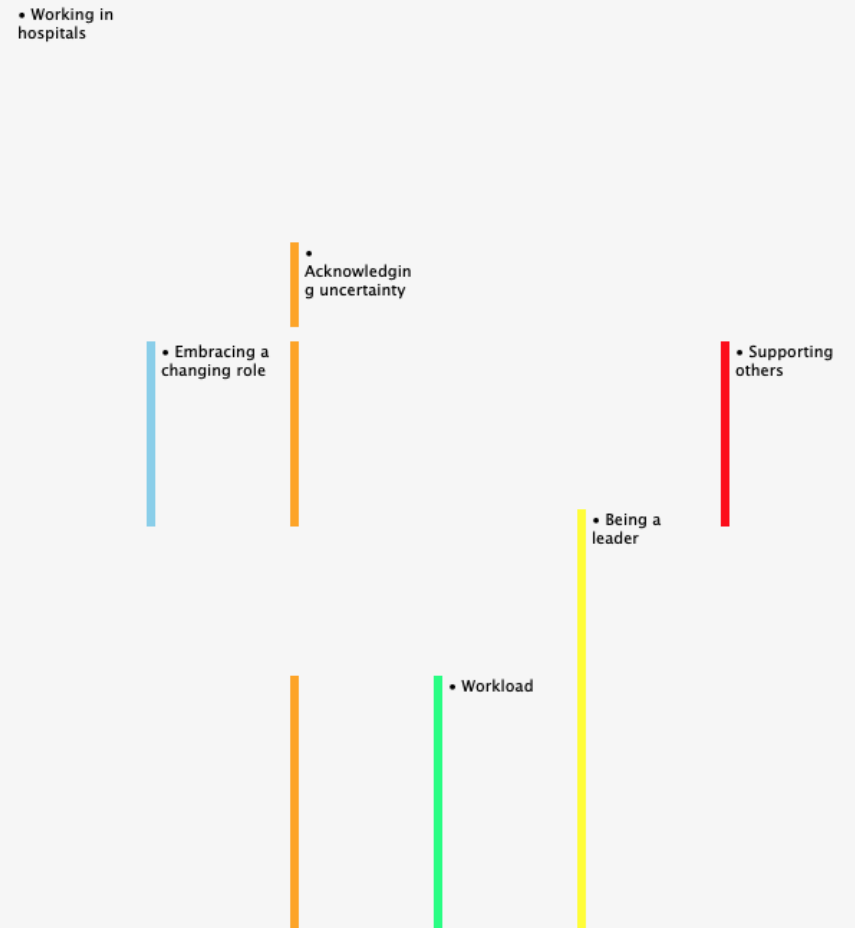 • Working in
hospitals
•
Acknowledgin
g uncertainty
• Embracing a
changing role
• Supporting
others
• Being a
leader
• Workload